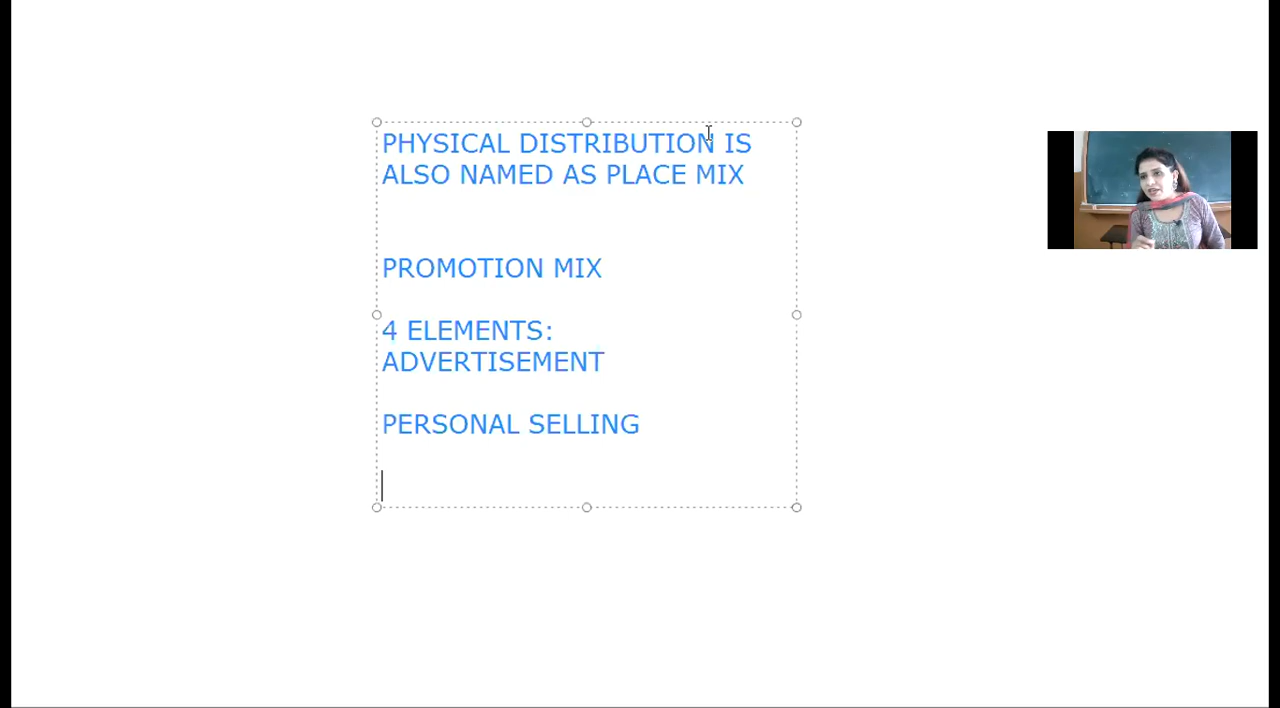 PHYSICAL DISTRIBUTION IS
ALSO NAMED AS PLACE MIX
PROMOTION MIX
4 ELEMENTS:
ADVERTISEMENT
PERSONAL SELLING